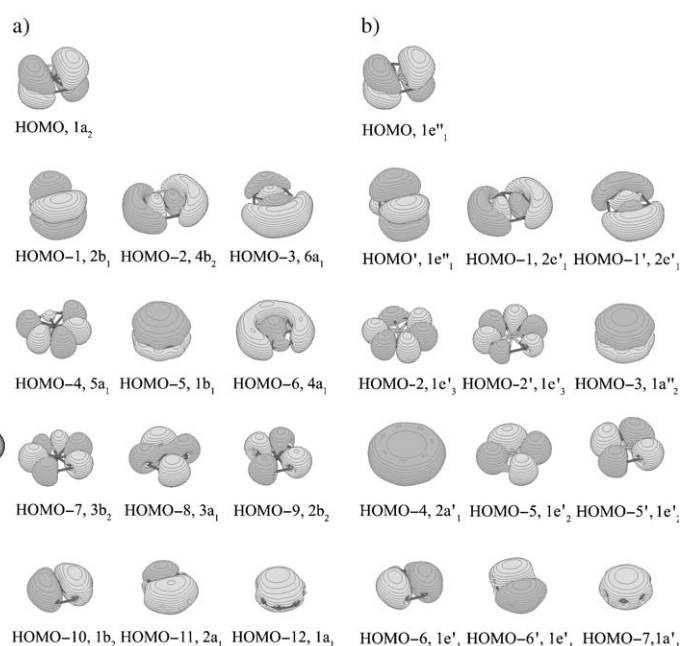 a) b)
HOMO, 1a₂ HOMO, 1e"₁
HOMO–1, 2b₁ HOMO–2, 4b₂ HOMO–3, 6a₁ HOMO', 1e"₁ HOMO–1, 2e'₁ HOMO–1', 2e'₁
HOMO–4, 5a₁ HOMO–5, 1b₁ HOMO–6, 4a₁ HOMO–2, 1e'₃ HOMO–2', 1e'₃ HOMO–3, 1a"₂
HOMO–7, 3b₂ HOMO–8, 3a₁ HOMO–9, 2b₂ HOMO–4, 2a'₁ HOMO–5, 1e'₂ HOMO–5', 1e'₂
HOMO–10, 1b₂ HOMO–11, 2a₁ HOMO–12, 1a₁ HOMO–6, 1e'₁ HOMO–6', 1e'₁ HOMO–7,1a'₁